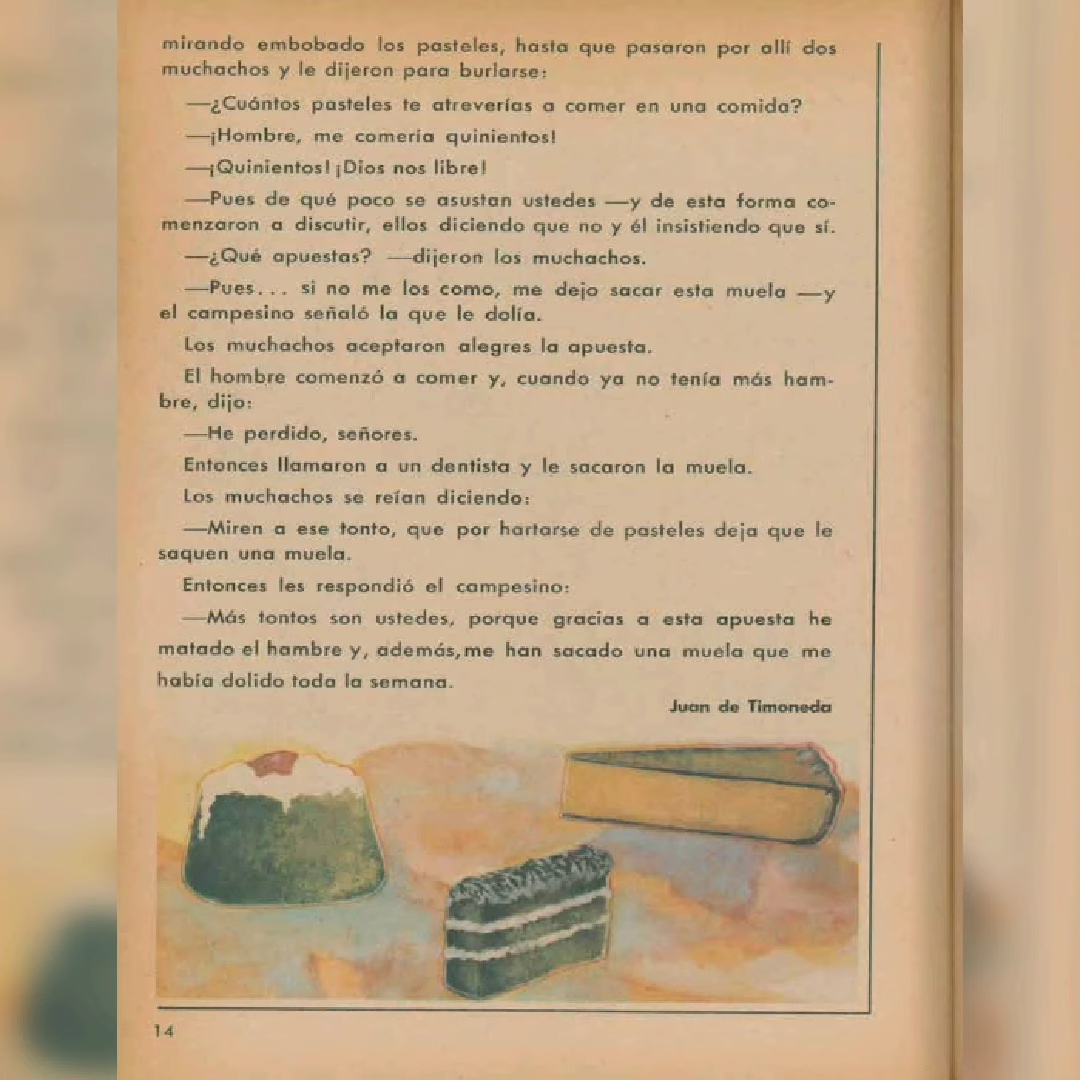 mirando embobado los pasteles, hasta que pasaron por allí dos
muchachos y le dijeron para burlarse:
—¿Cuántos pasteles te atreverías a comer en una comida?
—¡Hombre, me comería quinientos!
—¡Quinientos! ¡Dios nos libre!
—Pues de qué poco se asustan ustedes —y de esta forma co-
menzaron a discutir, ellos diciendo que no y él insistiendo que sí.
—¿Qué apuestas? —dijeron los muchachos.
—Pues... si no me los como, me dejo sacar esta muela —y
el campesino señaló la que le dolía.
Los muchachos aceptaron alegres la apuesta.
El hombre comenzó a comer y, cuando ya no tenía más ham-
bre, dijo:
—He perdido, señores.
Entonces llamaron a un dentista y le sacaron la muela.
Los muchachos se reían diciendo:
—Miren a ese tonto, que por hartarse de pasteles deja que le
saquen una muela.
Entonces les respondió el campesino:
—Más tontos son ustedes, porque gracias a esta apuesta he
matado el hambre y, además, me han sacado una muela que me
había dolido toda la semana.
Juan de Timoneda
14